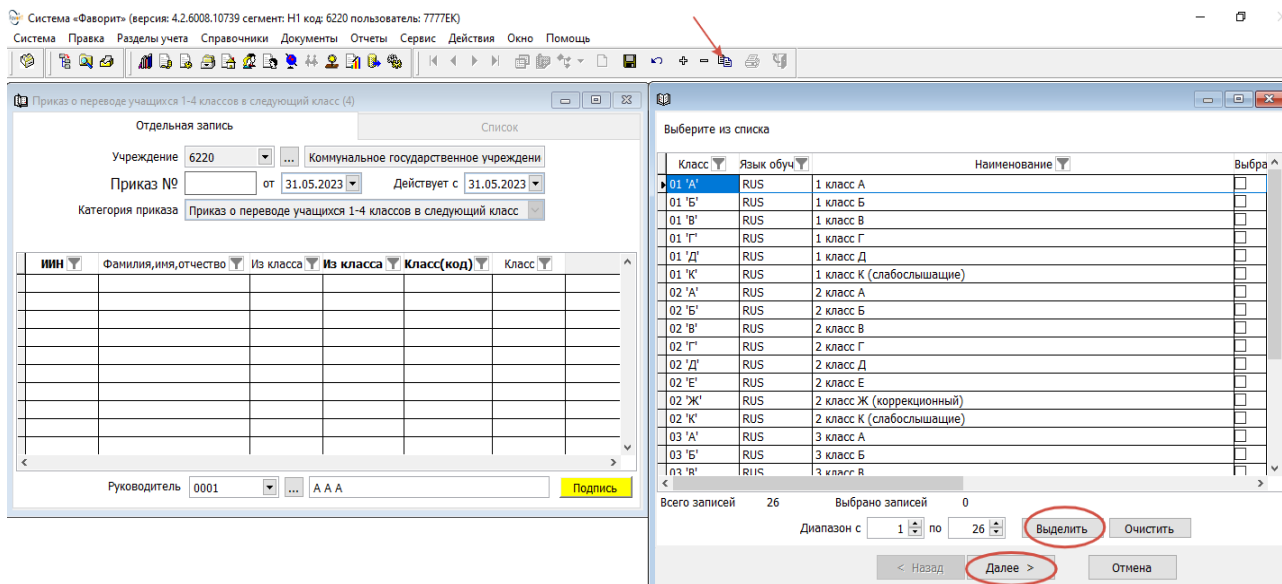 Система «Фаворит» (версия: 4.2.6008.10739 сегмент: H1 код: 6220 пользователь: 7777EK)
Система Правка Разделы учета Справочники Документы Отчеты Сервис Действия Окно Помощь
Приказ о переводе учащихся 1-4 классов в следующий класс (4)
Отдельная запись Список
Учреждение 6220 ... Коммунальное государственное учреждени
Приказ № от 31.05.2023 Действует с 31.05.2023
Категория приказа Приказ о переводе учащихся 1-4 классов в следующий класс
ИИН Фамилия,имя,отчество Из класса Из класса Класс(код) Класс
Руководитель 0001 ... А А А Подпись
Выберите из списка
Класс Язык обуч Наименование Выбра
01 'А' RUS 1 класс А
01 'Б' RUS 1 класс Б
01 'В' RUS 1 класс В
01 'Г' RUS 1 класс Г
01 'Д' RUS 1 класс Д
01 'К' RUS 1 класс К (слабослышащие)
02 'А' RUS 2 класс А
02 'Б' RUS 2 класс Б
02 'В' RUS 2 класс В
02 'Г' RUS 2 класс Г
02 'Д' RUS 2 класс Д
02 'Е' RUS 2 класс Е
02 'Ж' RUS 2 класс Ж (коррекционный)
02 'К' RUS 2 класс К (слабослышащие)
03 'А' RUS 3 класс А
03 'Б' RUS 3 класс Б
03 'В' RUS 3 класс В
Всего записей 26 Выбрано записей 0
Диапазон с 1 по 26 Выделить Очистить
< Назад Далее > Отмена